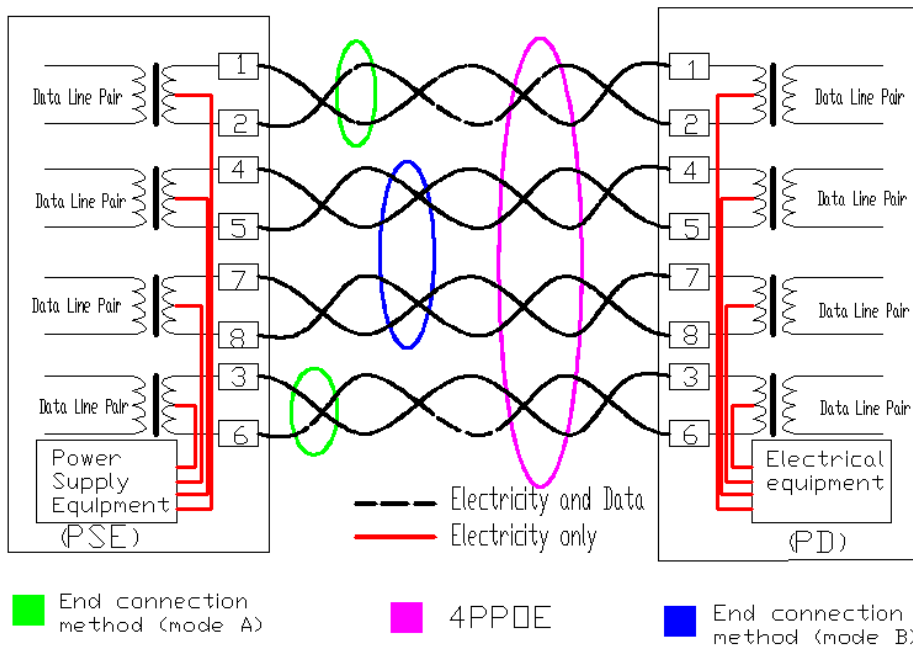 1
Data Line Pair
2
4
Data Line Pair
5
7
Data Line Pair
8
3
Data Line Pair
6
Power
Supply
Equipment
(PSE)
1
Data Line Pair
2
4
Data Line Pair
5
7
Data Line Pair
8
3
Data Line Pair
6
Electrical
equipment
(PD)
Electricity and Data
Electricity only
End connection
method (mode A)
4PPOE
End connection
method (mode B)